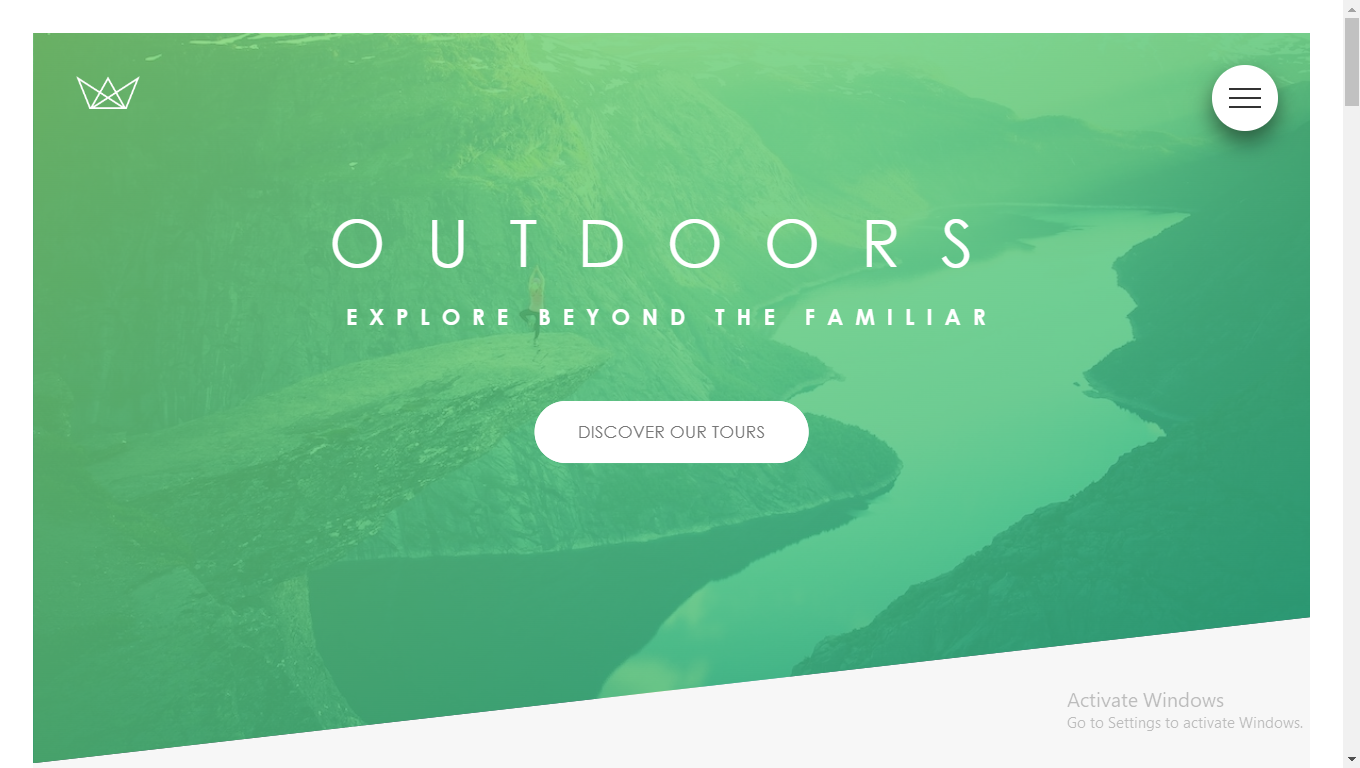 OUTDOORS
EXPLORE BEYOND THE FAMILIAR
DISCOVER OUR TOURS
Activate Windows
Go to Settings to activate Windows.